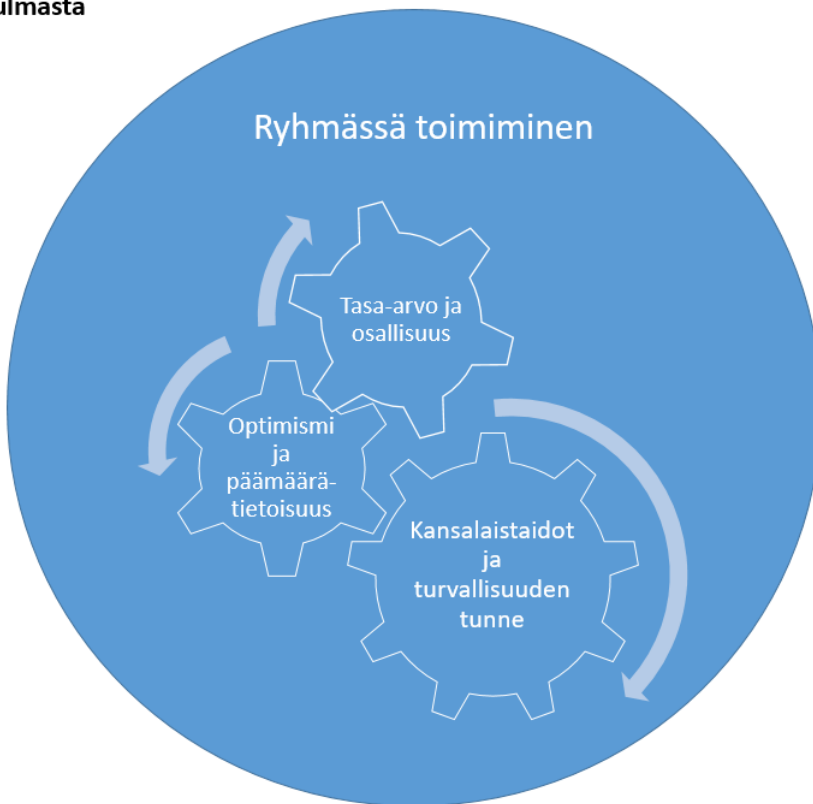 ulmasta
Ryhmässä toimiminen
Tasa-arvo ja
osallisuus
Optimismi
ja
päämäärä-
tietoisuus
Kansalaistaidot
ja
turvallisuuden
tunne